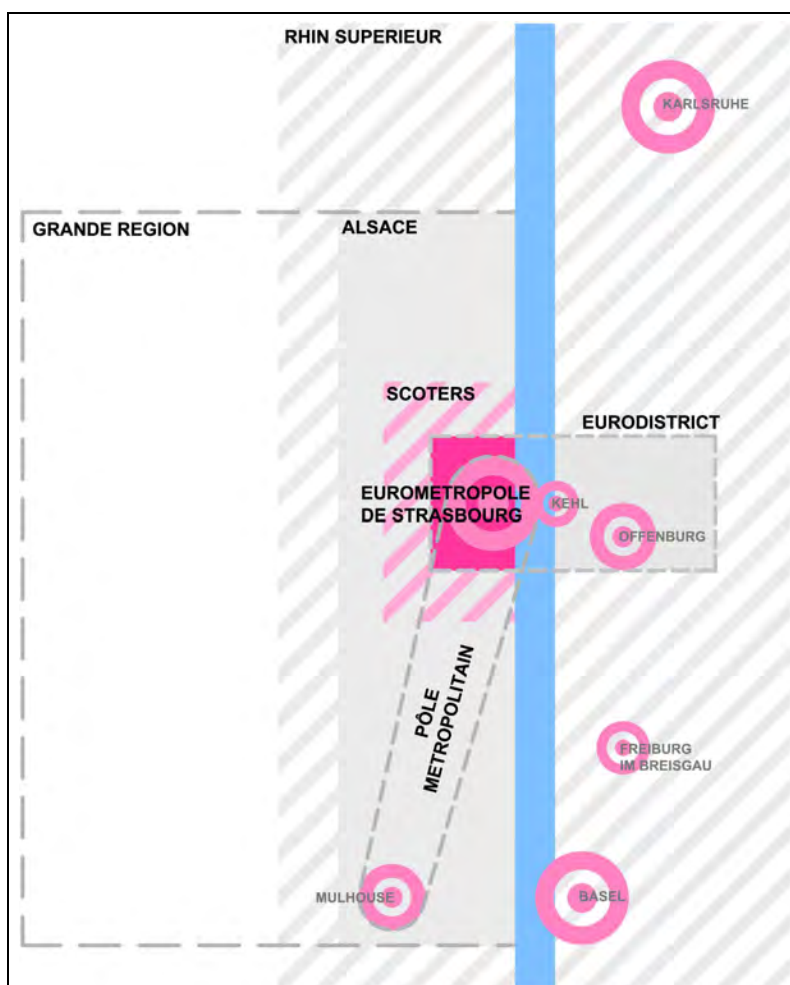 RHIN SUPERIEUR
KARLSRUHE
GRANDE REGION
ALSACE
SCOTERS
EURODISTRICT
EUROMETROPOLE
DE STRASBOURG
KEHL
OFFENBURG
PÔLE
METROPOLITAIN
FREIBURG
IM BREISGAU
MULHOUSE
BASEL